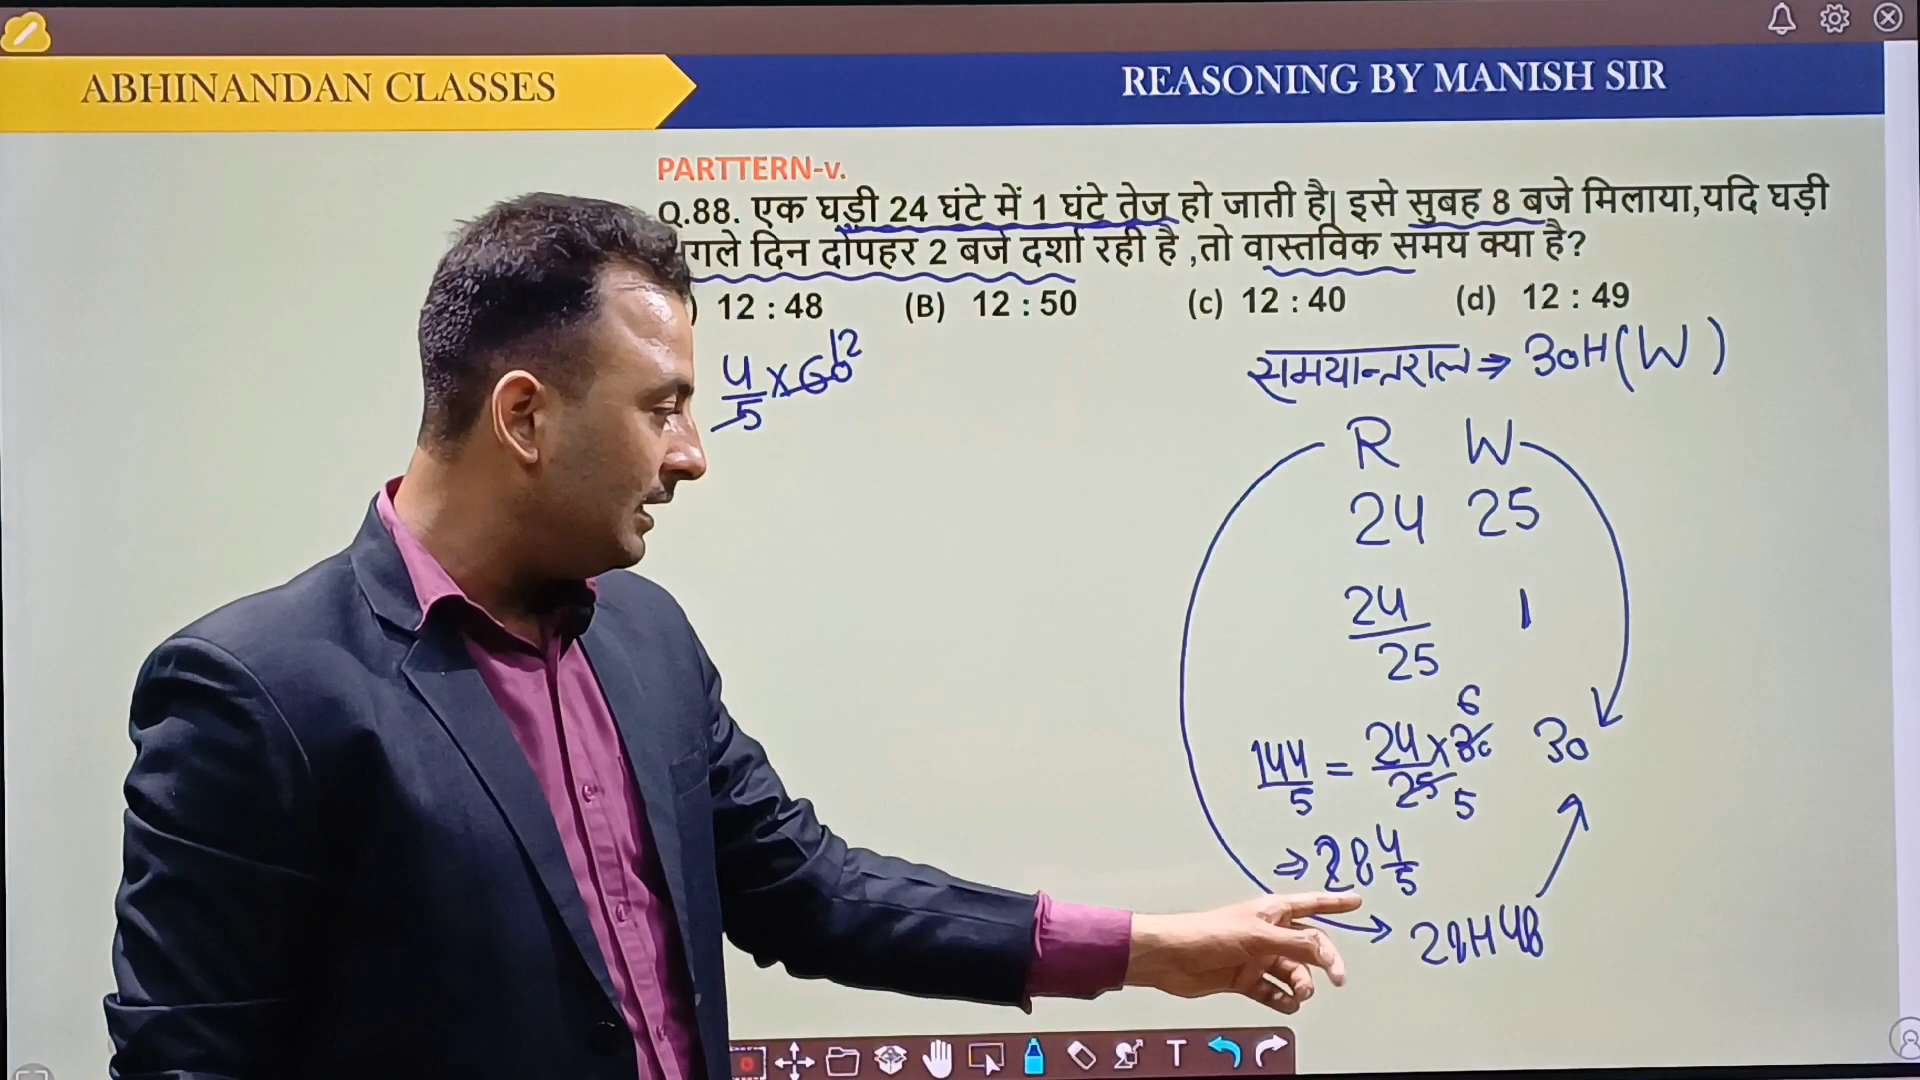 ABHINANDAN CLASSES
REASONING BY MANISH SIR
PARTTERN-v.
Q.88. एक घड़ी 24 घंटे में 1 घंटे तेज हो जाती है| इसे सुबह 8 बजे मिलाया,यदि घड़ी
गले दिन दोपहर 2 बजे दर्शा रही है ,तो वास्तविक समय क्या है?
) 12 : 48 (B) 12 : 50 (c) 12 : 40 (d) 12 : 49
4/5 × 60 12
समयान्तराल ⇒ 30H(W)
R W
24 25
24/25 1
144/5 = 24×30/25 6 5 30
⇒ 28 4/5
28H48
T